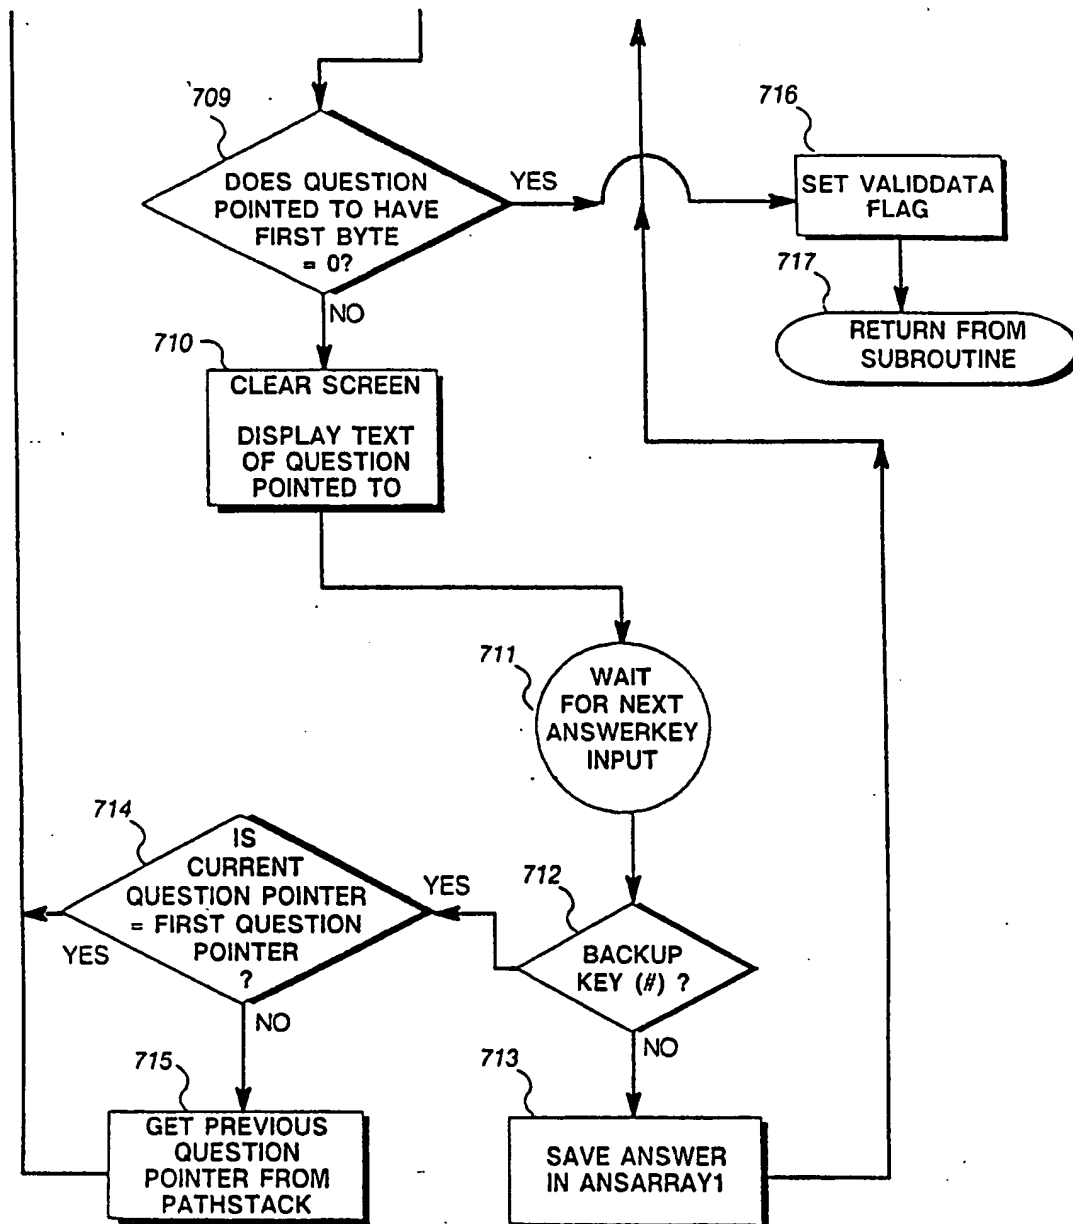 709
DOES QUESTION
POINTED TO HAVE
FIRST BYTE
= 0?
YES
NO
716
SET VALIDDATA
FLAG
717
RETURN FROM
SUBROUTINE
710
CLEAR SCREEN
DISPLAY TEXT
OF QUESTION
POINTED TO
711
WAIT
FOR NEXT
ANSWERKEY
INPUT
714
IS
CURRENT
QUESTION POINTER
= FIRST QUESTION
POINTER
?
YES
NO
712
BACKUP
KEY (#) ?
YES
NO
715
GET PREVIOUS
QUESTION
POINTER FROM
PATHSTACK
713
SAVE ANSWER
IN ANSARRAY1